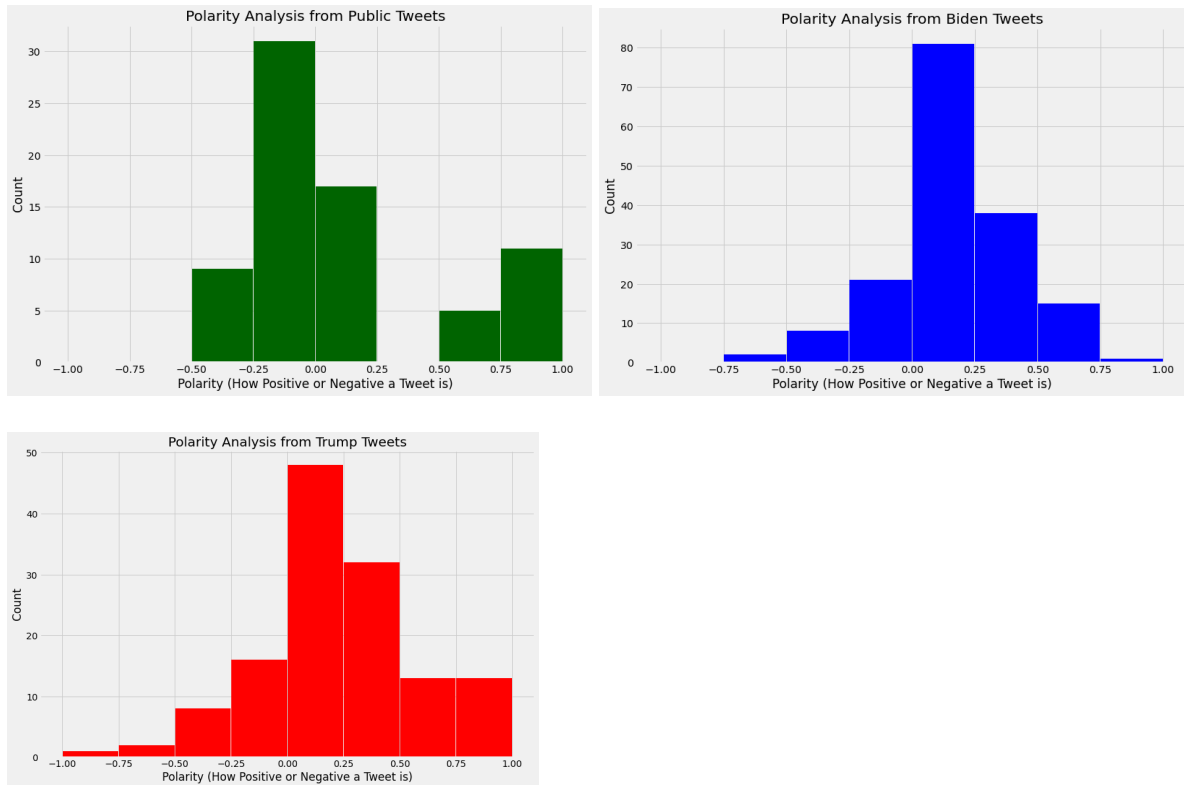 Polarity Analysis from Public Tweets
30
25
20
15
10
5
0
Count
−1.00 −0.75 −0.50 −0.25 0.00 0.25 0.50 0.75 1.00
Polarity (How Positive or Negative a Tweet is)
Polarity Analysis from Biden Tweets
80
70
60
50
40
30
20
10
0
Count
−1.00 −0.75 −0.50 −0.25 0.00 0.25 0.50 0.75 1.00
Polarity (How Positive or Negative a Tweet is)
Polarity Analysis from Trump Tweets
50
40
30
20
10
0
Count
−1.00 −0.75 −0.50 −0.25 0.00 0.25 0.50 0.75 1.00
Polarity (How Positive or Negative a Tweet is)